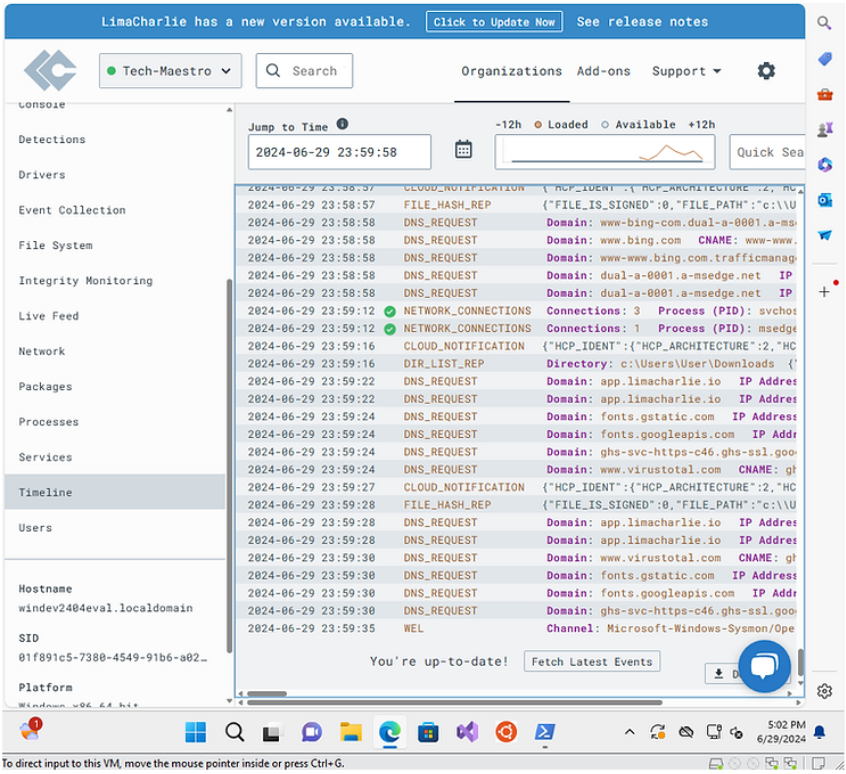 LimaCharlie has a new version available. Click to Update Now See release notes
Tech-Maestro Search Organizations Add-ons Support
Console
Detections
Drivers
Event Collection
File System
Integrity Monitoring
Live Feed
Network
Packages
Processes
Services
Timeline
Users
Hostname
windev2404eval.localdomain
SID
01f891c5-7380-4549-91b6-a02…
Platform
Windows x86 64 bit
Jump to Time
2024-06-29 23:59:58
-12h Loaded Available +12h
Quick Sea
2024-06-29 23:58:57 CLOUD_NOTIFICATION {"HCP_IDENT":{"HCP_ARCHITECTURE":2,"HC
2024-06-29 23:58:57 FILE_HASH_REP {"FILE_IS_SIGNED":0,"FILE_PATH":"c:\\U
2024-06-29 23:58:58 DNS_REQUEST Domain: www-bing-com.dual-a-0001.a-ms
2024-06-29 23:58:58 DNS_REQUEST Domain: www.bing.com CNAME: www-www.
2024-06-29 23:58:58 DNS_REQUEST Domain: www-www.bing.com.trafficmanag
2024-06-29 23:58:58 DNS_REQUEST Domain: dual-a-0001.a-msedge.net IP
2024-06-29 23:58:58 DNS_REQUEST Domain: dual-a-0001.a-msedge.net IP
2024-06-29 23:59:12 NETWORK_CONNECTIONS Connections: 3 Process (PID): svchos
2024-06-29 23:59:12 NETWORK_CONNECTIONS Connections: 1 Process (PID): msedge
2024-06-29 23:59:16 CLOUD_NOTIFICATION {"HCP_IDENT":{"HCP_ARCHITECTURE":2,"HC
2024-06-29 23:59:16 DIR_LIST_REP Directory: c:\Users\User\Downloads {"
2024-06-29 23:59:22 DNS_REQUEST Domain: app.limacharlie.io IP Addres
2024-06-29 23:59:22 DNS_REQUEST Domain: app.limacharlie.io IP Addres
2024-06-29 23:59:24 DNS_REQUEST Domain: fonts.gstatic.com IP Address
2024-06-29 23:59:24 DNS_REQUEST Domain: fonts.googleapis.com IP Addr
2024-06-29 23:59:24 DNS_REQUEST Domain: ghs-svc-https-c46.ghs-ssl.goo
2024-06-29 23:59:24 DNS_REQUEST Domain: www.virustotal.com CNAME: gh
2024-06-29 23:59:27 CLOUD_NOTIFICATION {"HCP_IDENT":{"HCP_ARCHITECTURE":2,"HC
2024-06-29 23:59:28 FILE_HASH_REP {"FILE_IS_SIGNED":0,"FILE_PATH":"c:\\U
2024-06-29 23:59:28 DNS_REQUEST Domain: app.limacharlie.io IP Addres
2024-06-29 23:59:28 DNS_REQUEST Domain: app.limacharlie.io IP Addres
2024-06-29 23:59:30 DNS_REQUEST Domain: www.virustotal.com CNAME: gh
2024-06-29 23:59:30 DNS_REQUEST Domain: fonts.gstatic.com IP Address
2024-06-29 23:59:30 DNS_REQUEST Domain: fonts.googleapis.com IP Addr
2024-06-29 23:59:30 DNS_REQUEST Domain: ghs-svc-https-c46.ghs-ssl.goo
2024-06-29 23:59:35 WEL Channel: Microsoft-Windows-Sysmon/Ope
You're up-to-date! Fetch Latest Events
1
5:02 PM
6/29/2024
To direct input to this VM, move the mouse pointer inside or press Ctrl+G.